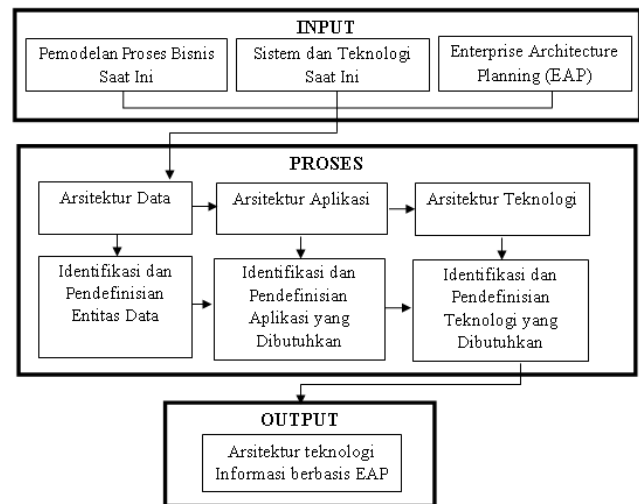 INPUT
Pemodelan Proses Bisnis
Saat Ini
Sistem dan Teknologi
Saat Ini
Enterprise Architecture
Planning (EAP)
PROSES
Arsitektur Data
Arsitektur Aplikasi
Arsitektur Teknologi
Identifikasi dan
Pendefinisian
Entitas Data
Identifikasi dan
Pendefinisian
Aplikasi yang
Dibutuhkan
Identifikasi dan
Pendefinisian
Teknologi yang
Dibutuhkan
OUTPUT
Arsitektur teknologi
Informasi berbasis EAP